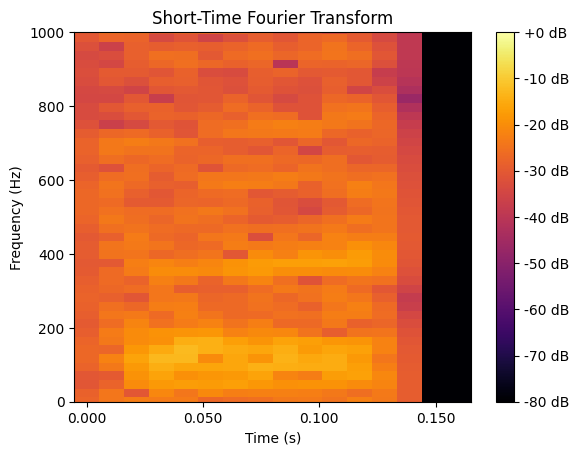 Short-Time Fourier Transform
1000
800
600
400
200
0
Frequency (Hz)
0.000
0.050
0.100
0.150
Time (s)
+0 dB
-10 dB
-20 dB
-30 dB
-40 dB
-50 dB
-60 dB
-70 dB
-80 dB